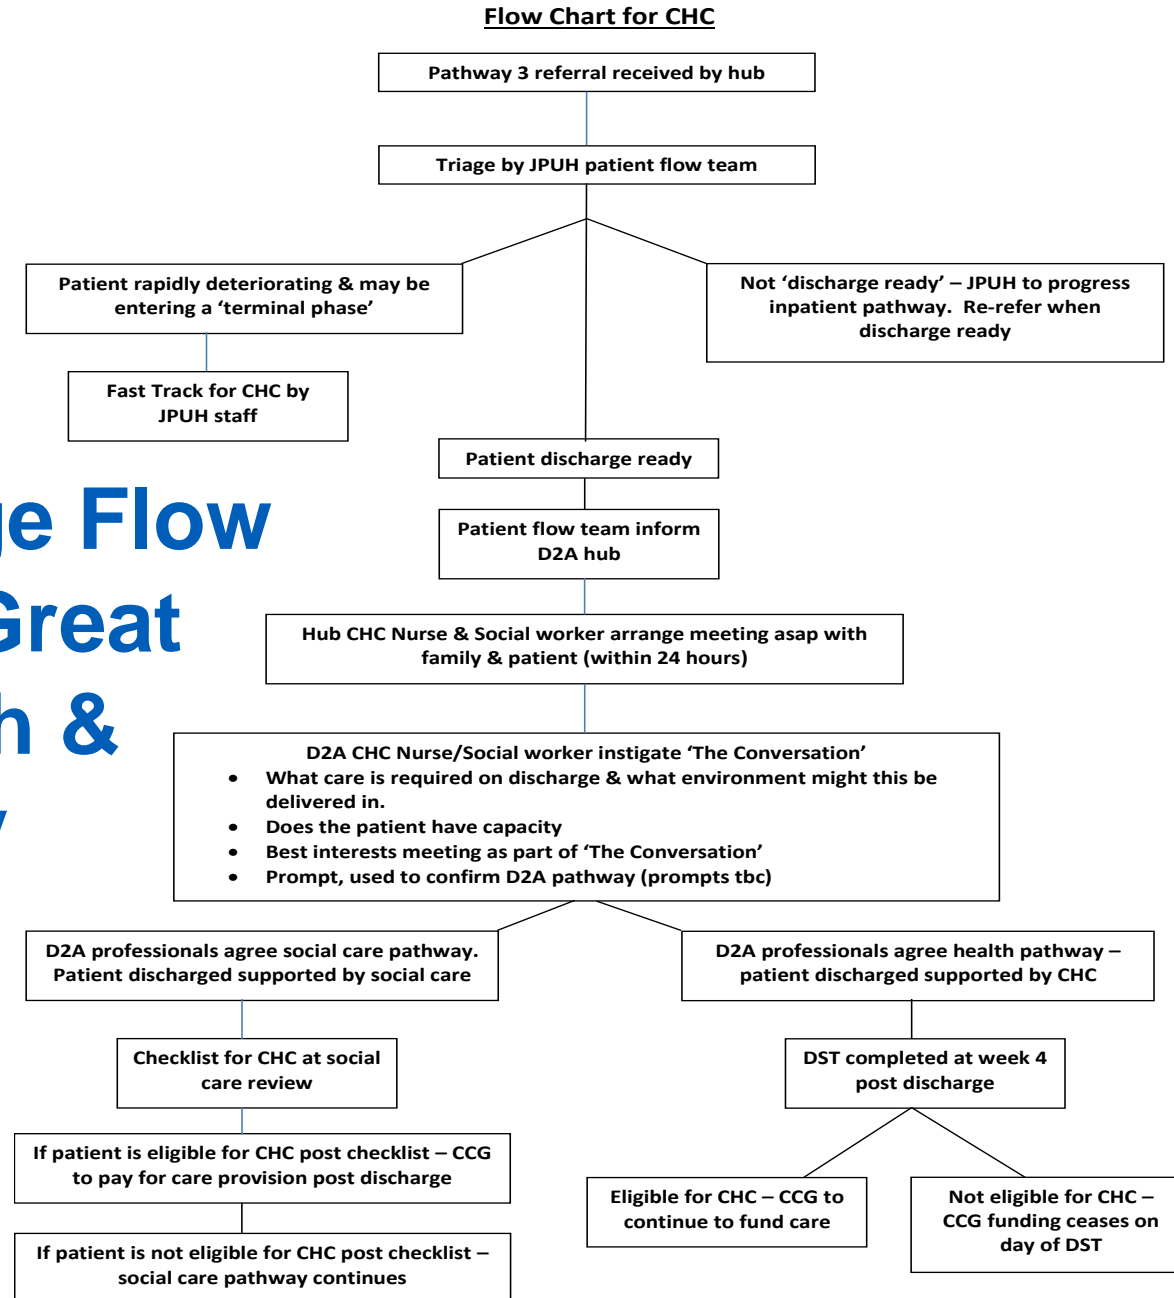 Flow Chart for CHC
Pathway 3 referral received by hub
Triage by JPUH patient flow team
Patient rapidly deteriorating & may be
entering a ‘terminal phase’
Not ‘discharge ready’ – JPUH to progress
inpatient pathway.  Re-refer when
discharge ready
Fast Track for CHC by
JPUH staff
Patient discharge ready
ge Flow
Great
h &
Patient flow team inform
D2A hub
Hub CHC Nurse & Social worker arrange meeting asap with
family & patient (within 24 hours)
D2A CHC Nurse/Social worker instigate ‘The Conversation’
• What care is required on discharge & what environment might this be
delivered in.
• Does the patient have capacity
• Best interests meeting as part of ‘The Conversation’
• Prompt, used to confirm D2A pathway (prompts tbc)
D2A professionals agree social care pathway.
Patient discharged supported by social care
D2A professionals agree health pathway –
patient discharged supported by CHC
Checklist for CHC at social
care review
DST completed at week 4
post discharge
If patient is eligible for CHC post checklist – CCG
to pay for care provision post discharge
Eligible for CHC – CCG to
continue to fund care
Not eligible for CHC –
CCG funding ceases on
day of DST
If patient is not eligible for CHC post checklist –
social care pathway continues